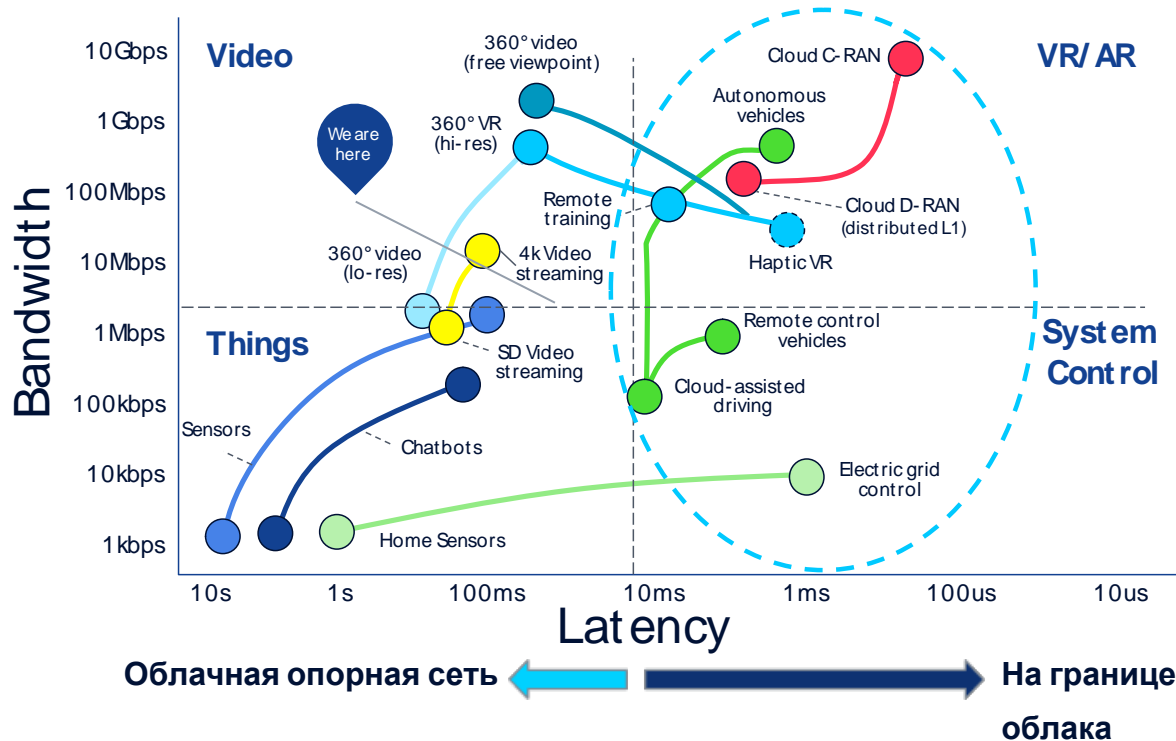 Video
360° video
(free viewpoint)
Cloud C-RAN
VR/AR
10Gbps
1Gbps
100Mbps
10Mbps
1Mbps
100kbps
10kbps
1kbps
Bandwidth
We are
here
360° VR
(hi-res)
Autonomous
vehicles
Remote
training
Cloud D-RAN
(distributed L1)
Haptic VR
360° video
(lo-res)
4k Video
streaming
Things
SD Video
streaming
Remote control
vehicles
System
Control
Cloud-assisted
driving
Sensors
Chatbots
Electric grid
control
Home Sensors
10s
1s
100ms
10ms
1ms
100us
10us
Latency
Облачная опорная сеть
На границе
облака